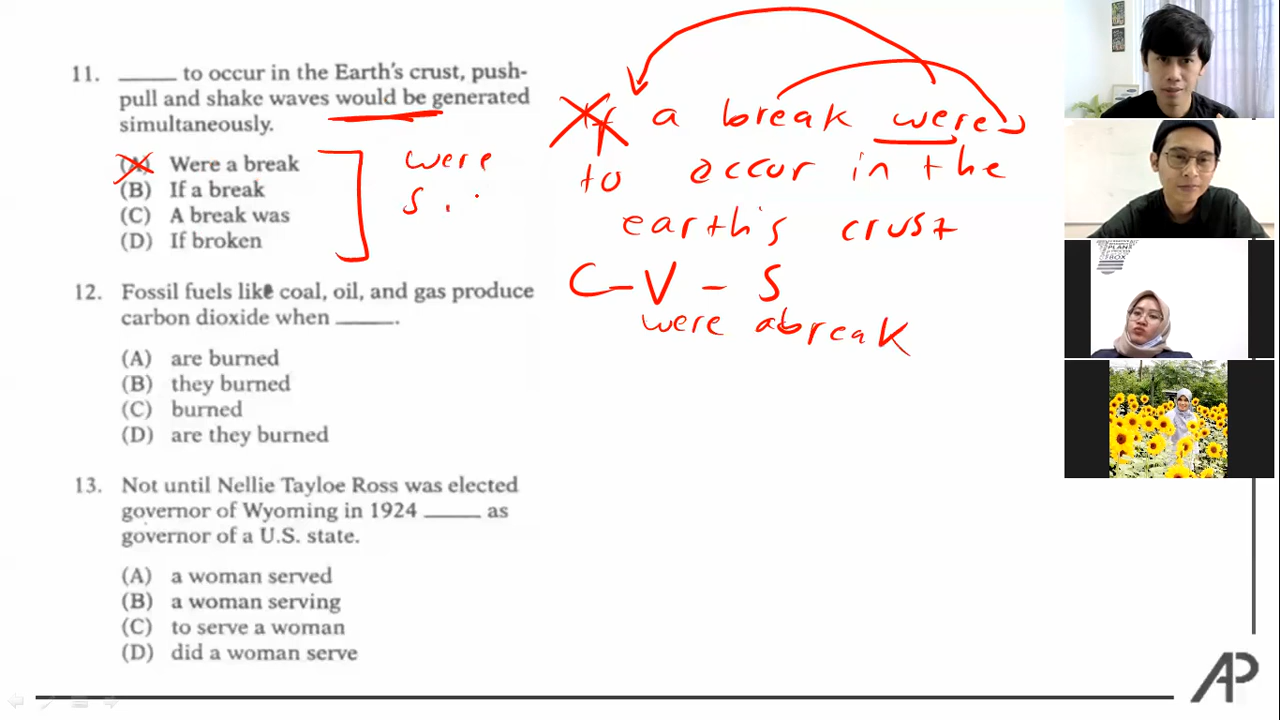 11. _____ to occur in the Earth's crust, push-
pull and shake waves would be generated
simultaneously.
(A) Were a break
(B) If a break
(C) A break was
(D) If broken
12. Fossil fuels like coal, oil, and gas produce
carbon dioxide when _____.
(A) are burned
(B) they burned
(C) burned
(D) are they burned
13. Not until Nellie Tayloe Ross was elected
governor of Wyoming in 1924 _____ as
governor of a U.S. state.
(A) a woman served
(B) a woman serving
(C) to serve a woman
(D) did a woman serve
were
S . .
If a break were
to occur in the
earth's crust
C - V - S
were a break
AP